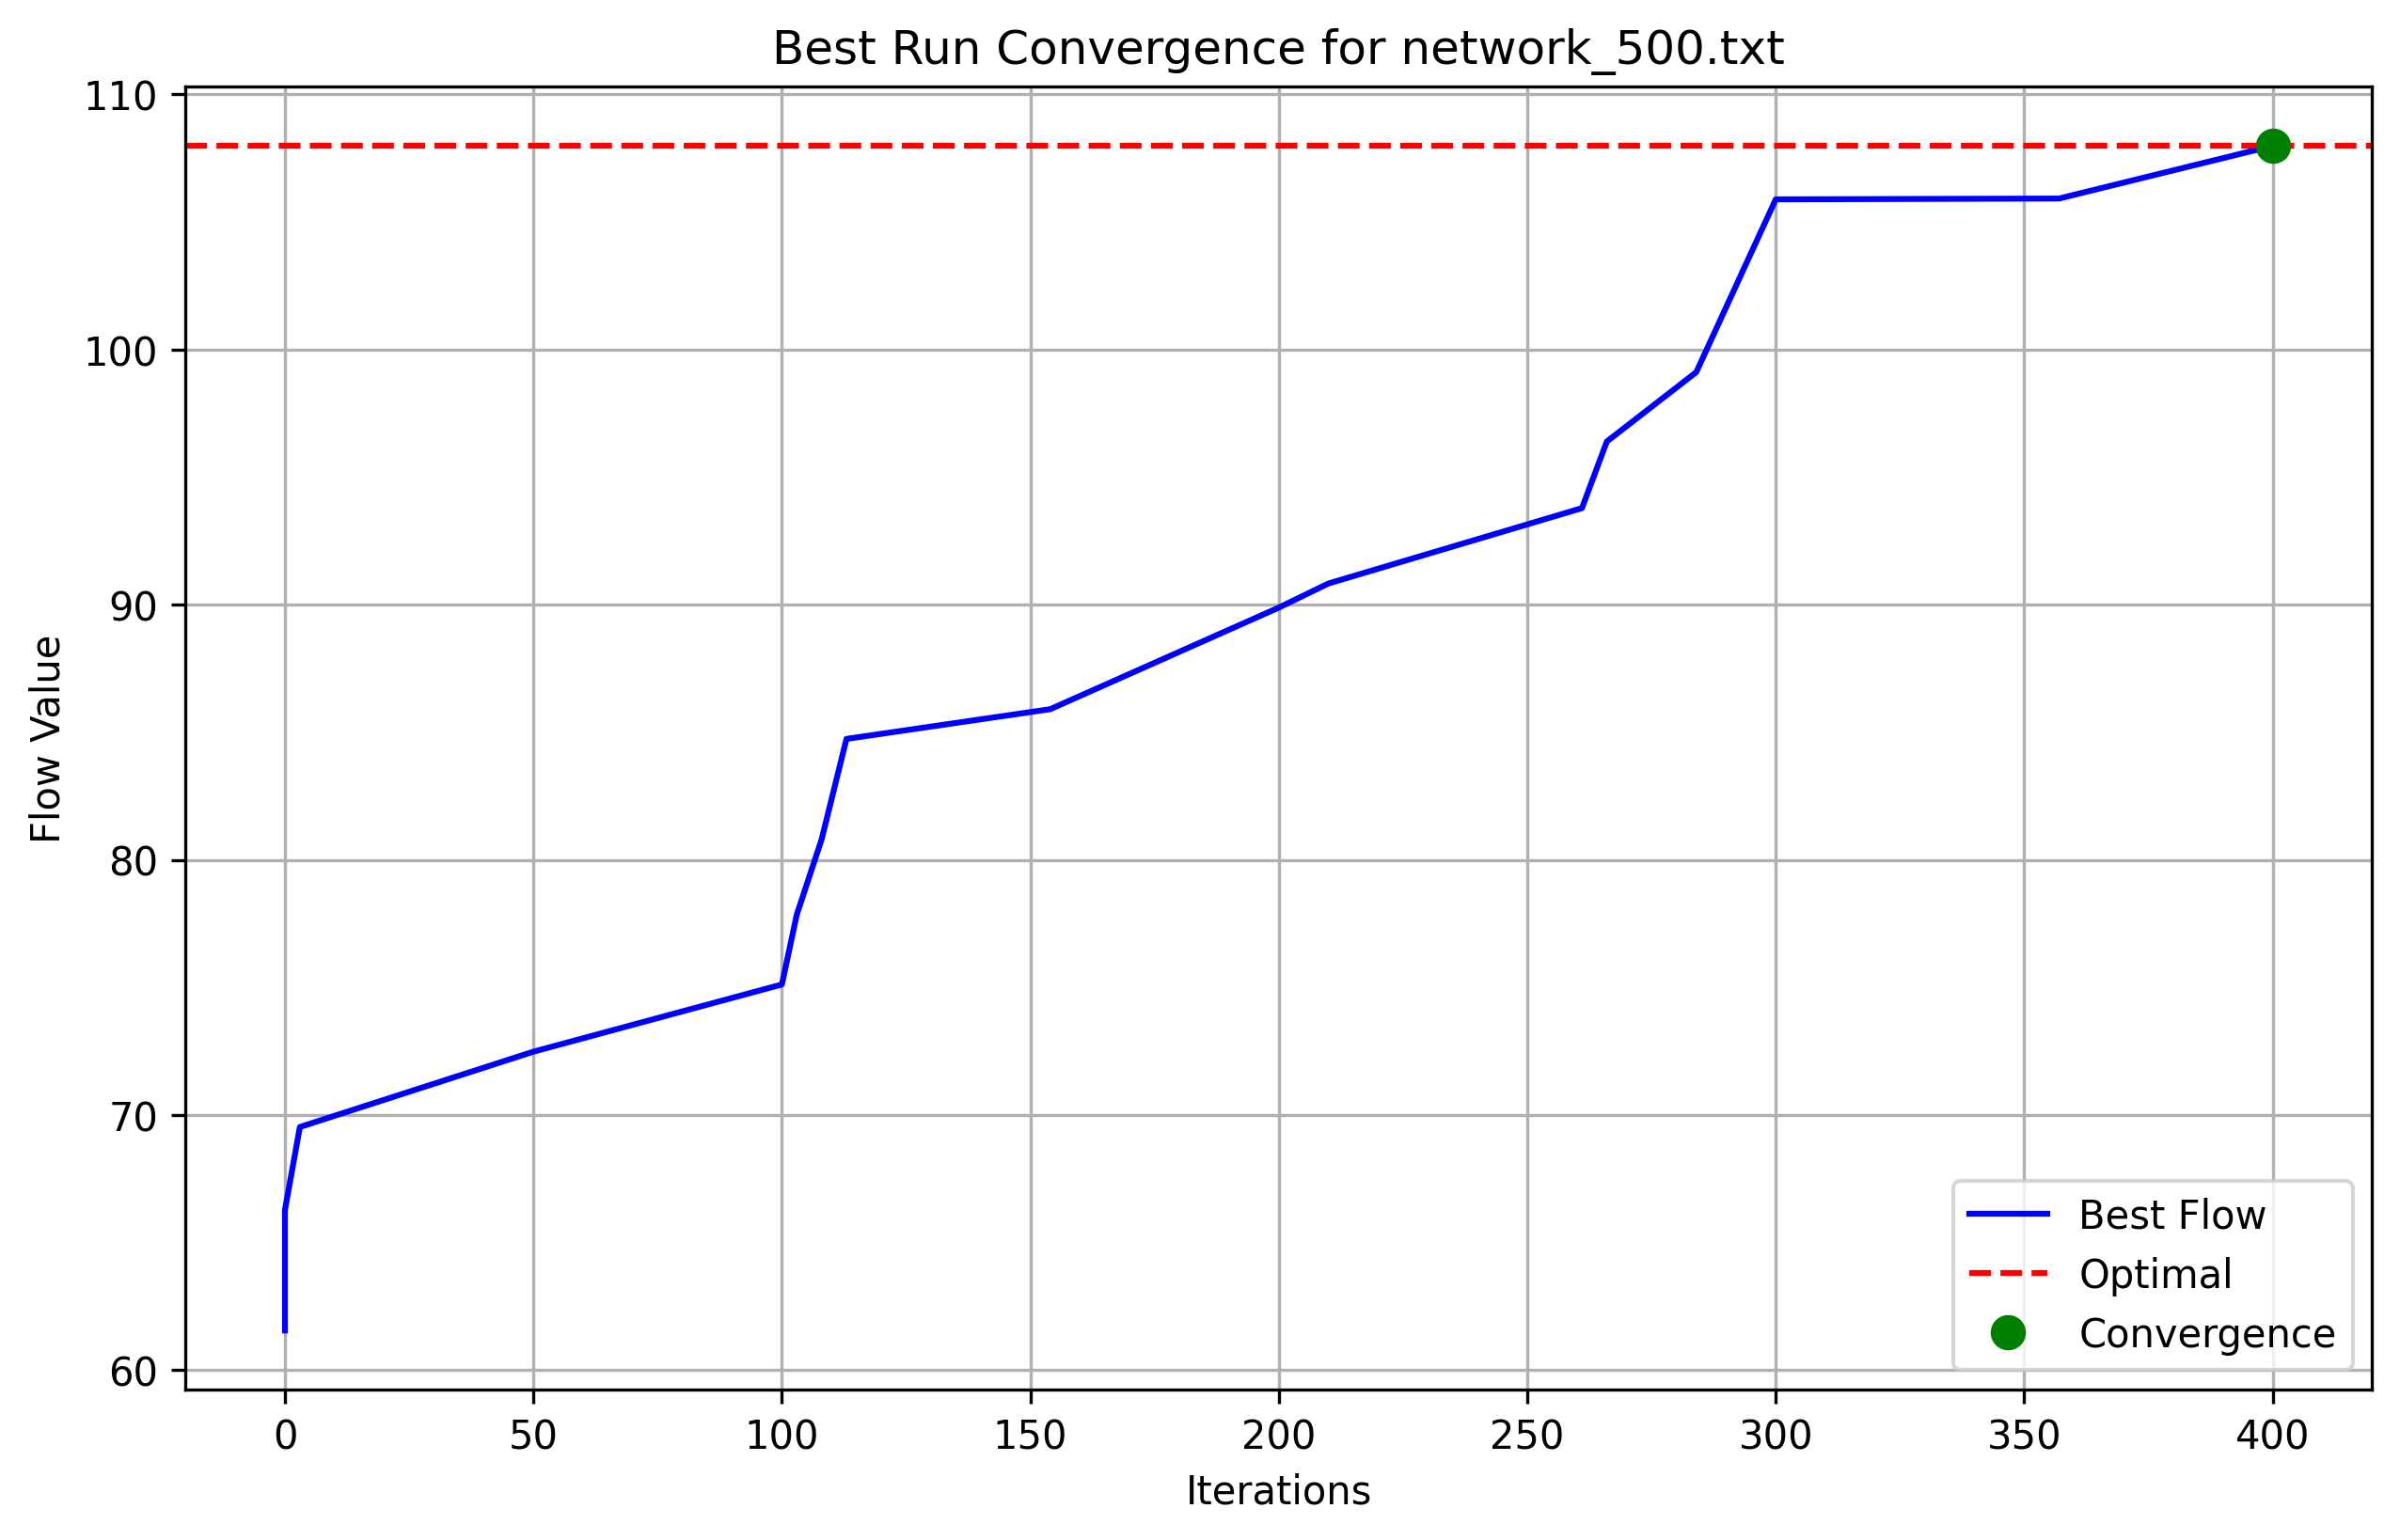 Best Run Convergence for network_500.txt
110
100
90
80
70
60
Flow Value
0 50 100 150 200 250 300 350 400
Iterations
Best Flow
Optimal
Convergence